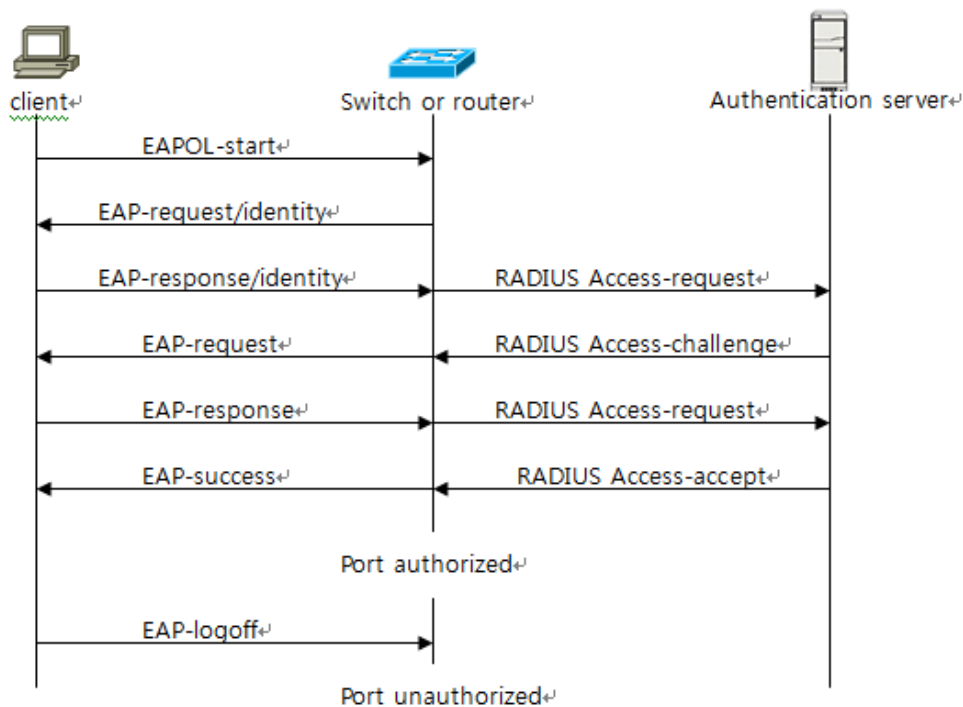 client
Switch or router
Authentication server
EAPOL-start
EAP-request/identity
EAP-response/identity
RADIUS Access-request
EAP-request
RADIUS Access-challenge
EAP-response
RADIUS Access-request
EAP-success
RADIUS Access-accept
Port authorized
EAP-logoff
Port unauthorized